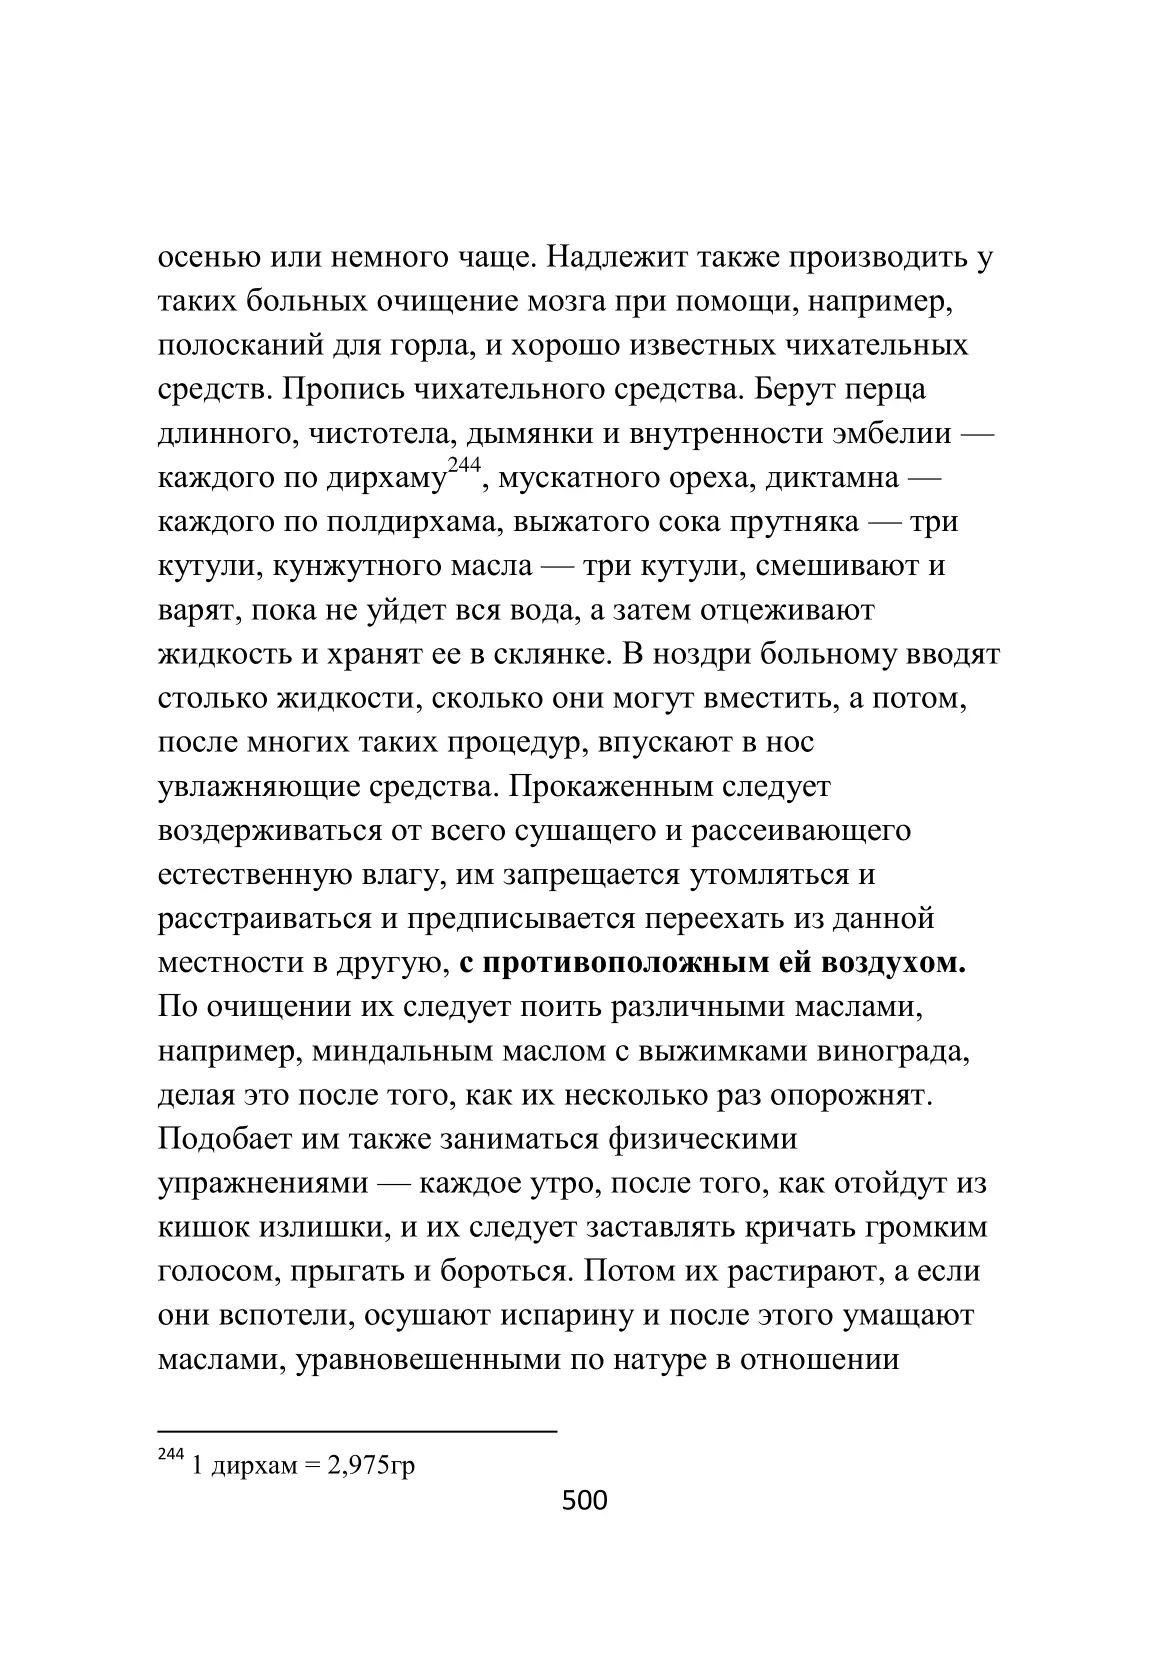 осенью или немного чаще. Надлежит также производить у
таких больных очищение мозга при помощи, например,
полосканий для горла, и хорошо известных чихательных
средств. Пропись чихательного средства. Берут перца
длинного, чистотела, дымянки и внутренности эмбелии —
каждого по дирхаму244, мускатного ореха, диктамна —
каждого по полдирхама, выжатого сока прутняка — три
кутули, кунжутного масла — три кутули, смешивают и
варят, пока не уйдет вся вода, а затем отцеживают
жидкость и хранят ее в склянке. В ноздри больному вводят
столько жидкости, сколько они могут вместить, а потом,
после многих таких процедур, впускают в нос
увлажняющие средства. Прокаженным следует
воздерживаться от всего сушащего и рассеивающего
естественную влагу, им запрещается утомляться и
расстраиваться и предписывается переехать из данной
местности в другую, с противоположным ей воздухом.
По очищении их следует поить различными маслами,
например, миндальным маслом с выжимками винограда,
делая это после того, как их несколько раз опорожнят.
Подобает им также заниматься физическими
упражнениями — каждое утро, после того, как отойдут из
кишок излишки, и их следует заставлять кричать громким
голосом, прыгать и бороться. Потом их растирают, а если
они вспотели, осушают испарину и после этого умащают
маслами, уравновешенными по натуре в отношении
244 1 дирхам = 2,975гр
500